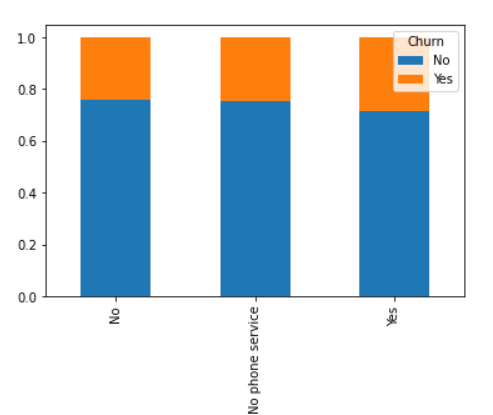 1.0
0.8
0.6
0.4
0.2
0.0
Churn
No
Yes
No
No phone service
Yes